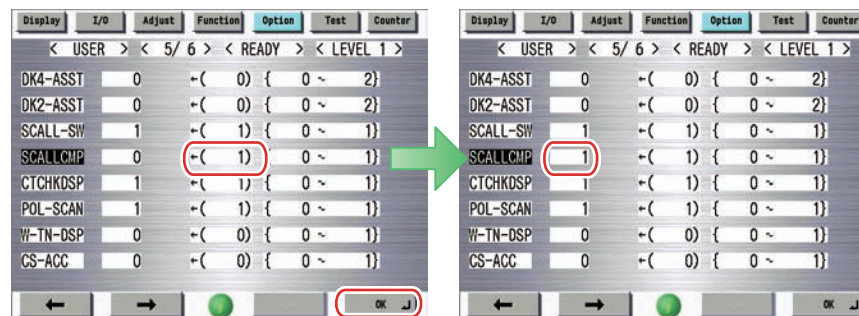 Display I/O Adjust Function Option Test Counter
< USER > < 5/ 6 > < READY > < LEVEL 1 >
DK4-ASST 0 ←( 0) { 0 ~ 2}
DK2-ASST 0 ←( 0) { 0 ~ 2}
SCALL-SW 1 ←( 1) { 0 ~ 1}
SCALLCMP 0 ←( 1) { 0 ~ 1}
CTCHKDSP 1 ←( 1) { 0 ~ 1}
POL-SCAN 1 ←( 1) { 0 ~ 1}
W-TN-DSP 0 ←( 0) { 0 ~ 1}
CS-ACC 0 ←( 0) { 0 ~ 1}
OK
Display I/O Adjust Function Option Test Counter
< USER > < 5/ 6 > < READY > < LEVEL 1 >
DK4-ASST 0 ←( 0) { 0 ~ 2}
DK2-ASST 0 ←( 0) { 0 ~ 2}
SCALL-SW 1 ←( 1) { 0 ~ 1}
SCALLCMP 1 ←( 1) { 0 ~ 1}
CTCHKDSP 1 ←( 1) { 0 ~ 1}
POL-SCAN 1 ←( 1) { 0 ~ 1}
W-TN-DSP 0 ←( 0) { 0 ~ 1}
CS-ACC 0 ←( 0) { 0 ~ 1}
OK